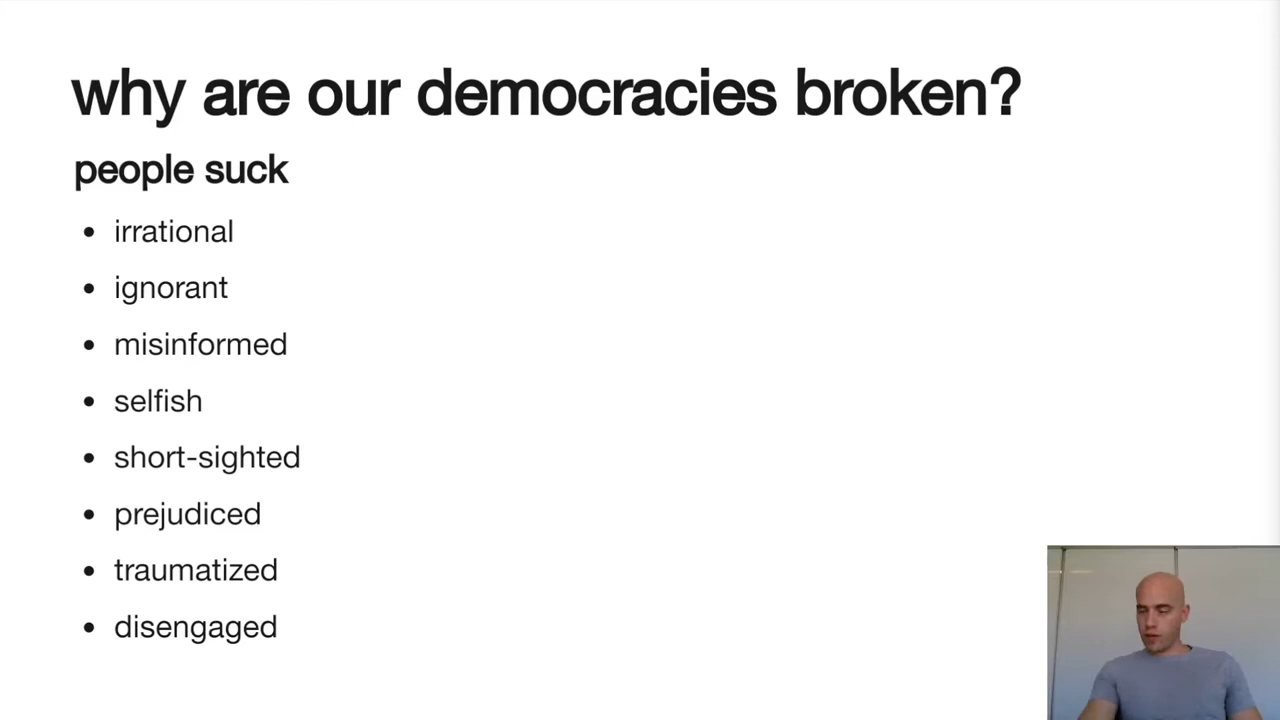 why are our democracies broken?
people suck
• irrational
• ignorant
• misinformed
• selfish
• short-sighted
• prejudiced
• traumatized
• disengaged